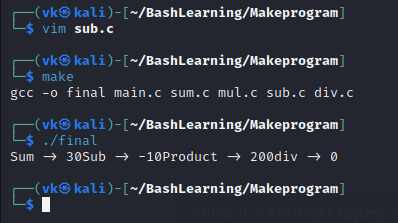 ┌──(vk㉿kali)-[~/BashLearning/Makeprogram]
└─$ vim sub.c
┌──(vk㉿kali)-[~/BashLearning/Makeprogram]
└─$ make
gcc -o final main.c sum.c mul.c sub.c div.c
┌──(vk㉿kali)-[~/BashLearning/Makeprogram]
└─$ ./final
Sum -> 30Sub -> -10Product -> 200div -> 0
┌──(vk㉿kali)-[~/BashLearning/Makeprogram]
└─$